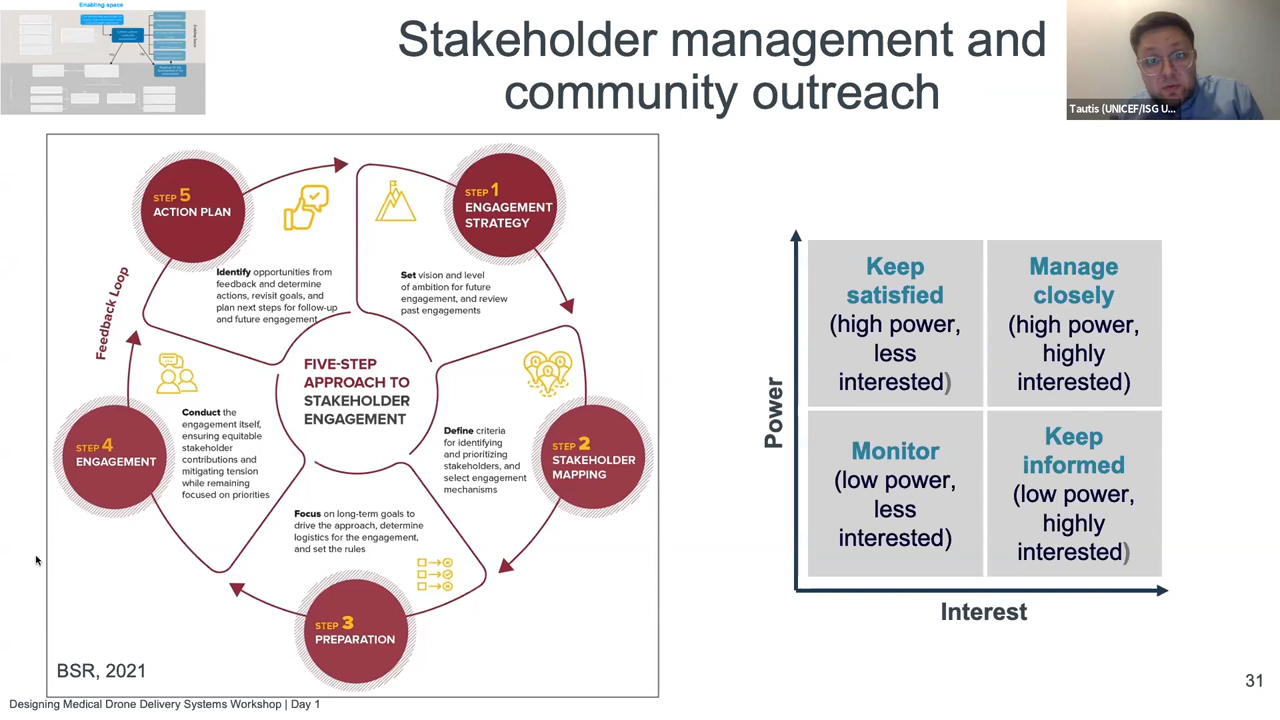 Enabling space
Stakeholder management and
community outreach
Tautis (UNICEF/ISG U...
STEP 5
ACTION PLAN
STEP 1
ENGAGEMENT
STRATEGY
Identify opportunities from
feedback and determine
actions, revisit goals, and
plan next steps for follow-up
and future engagement
Set vision and level
of ambition for future
engagement, and review
past engagements
Feedback Loop
FIVE-STEP
APPROACH TO
STAKEHOLDER
ENGAGEMENT
STEP 4
ENGAGEMENT
Conduct the
engagement itself,
ensuring equitable
stakeholder
contributions and
mitigating tension
while remaining
focused on priorities
Define criteria
for identifying
and prioritizing
stakeholders, and
select engagement
mechanisms
STEP 2
STAKEHOLDER
MAPPING
Focus on long-term goals to
drive the approach, determine
logistics for the engagement,
and set the rules
STEP 3
PREPARATION
BSR, 2021
Power
Keep
satisfied
(high power,
less
interested)
Manage
closely
(high power,
highly
interested)
Monitor
(low power,
less
interested)
Keep
informed
(low power,
highly
interested)
Interest
31
Designing Medical Drone Delivery Systems Workshop | Day 1